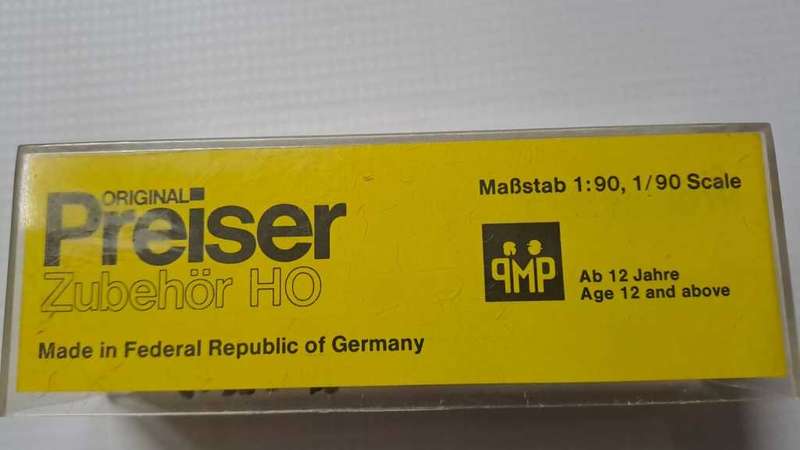 ORIGINAL
Preiser
Zubehör HO
Made in Federal Republic of Germany
Maßstab 1:90, 1/90 Scale
PMP
Ab 12 Jahre
Age 12 and above